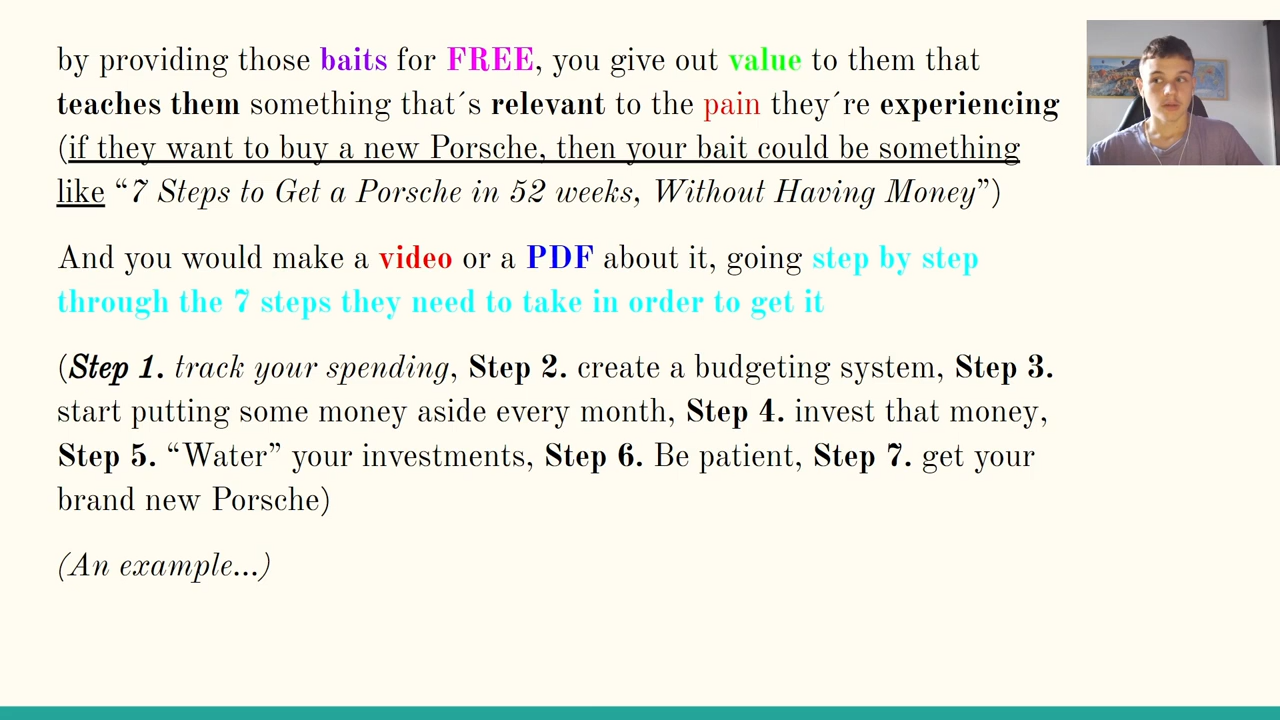 by providing those baits for FREE, you give out value to them that
teaches them something that´s relevant to the pain they´re experiencing
(if they want to buy a new Porsche, then your bait could be something
like “7 Steps to Get a Porsche in 52 weeks, Without Having Money”)
And you would make a video or a PDF about it, going step by step
through the 7 steps they need to take in order to get it
(Step 1. track your spending, Step 2. create a budgeting system, Step 3.
start putting some money aside every month, Step 4. invest that money,
Step 5. “Water” your investments, Step 6. Be patient, Step 7. get your
brand new Porsche)
(An example...)